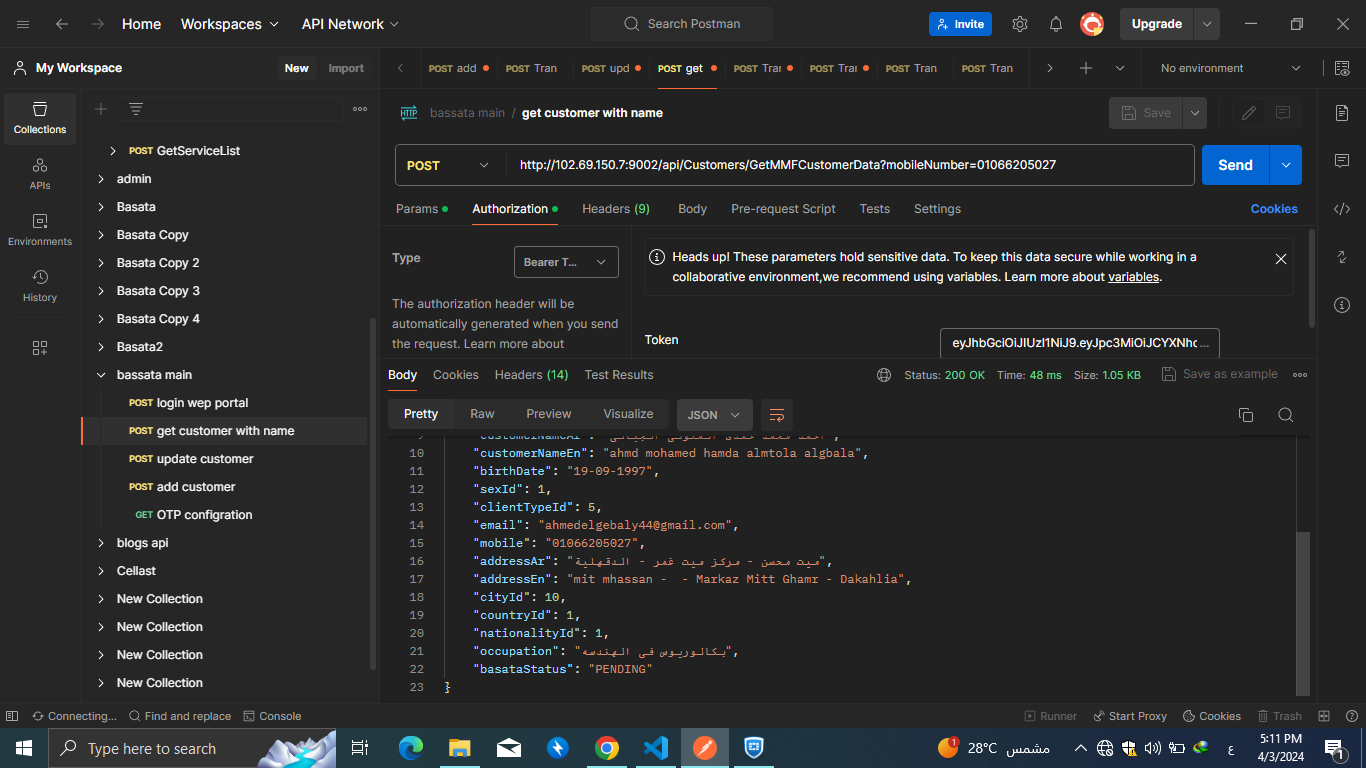 Home Workspaces API Network Search Postman Invite Upgrade
My Workspace New Import POST add POST Tran POST upd POST get POST Trar POST Trar POST Tran POST Tran No environment
Collections
APIs
Environments
History
POST GetServiceList
admin
Basata
Basata Copy
Basata Copy 2
Basata Copy 3
Basata Copy 4
Basata2
bassata main
POST login wep portal
POST get customer with name
POST update customer
POST add customer
GET OTP configration
blogs api
Cellast
New Collection
New Collection
New Collection
New Collection
HTTP bassata main / get customer with name Save
POST http://102.69.150.7:9002/api/Customers/GetMMFCustomerData?mobileNumber=01066205027 Send
Params Authorization Headers (9) Body Pre-request Script Tests Settings Cookies
Type Bearer T...
The authorization header will be
automatically generated when you send
the request. Learn more about
Heads up! These parameters hold sensitive data. To keep this data secure while working in a
collaborative environment,we recommend using variables. Learn more about variables.
Token eyJhbGciOiJIUzI1NiJ9.eyJpc3MiOiJCYXNhc ...
Body Cookies Headers (14) Test Results Status: 200 OK Time: 48 ms Size: 1.05 KB Save as example
Pretty Raw Preview Visualize JSON
10 "customerNameEn": "ahmd mohamed hamda almtola algbala",
11 "birthDate": "19-09-1997",
12 "sexId": 1,
13 "clientTypeId": 5,
14 "email": "ahmedelgebaly44@gmail.com",
15 "mobile": "01066205027",
16 "addressAr": "ميت محسن - مركز ميت غمر - الدقهلية",
17 "addressEn": "mit mhassan -  - Markaz Mitt Ghamr - Dakahlia",
18 "cityId": 10,
19 "countryId": 1,
20 "nationalityId": 1,
21 "occupation": "بكالوريوس فى الهندسه",
22 "basataStatus": "PENDING"
23 }
Connecting... Find and replace Console Runner Start Proxy Cookies Trash
Type here to search 1 28°C مشمس ع 5:11 PM
4/3/2024 1